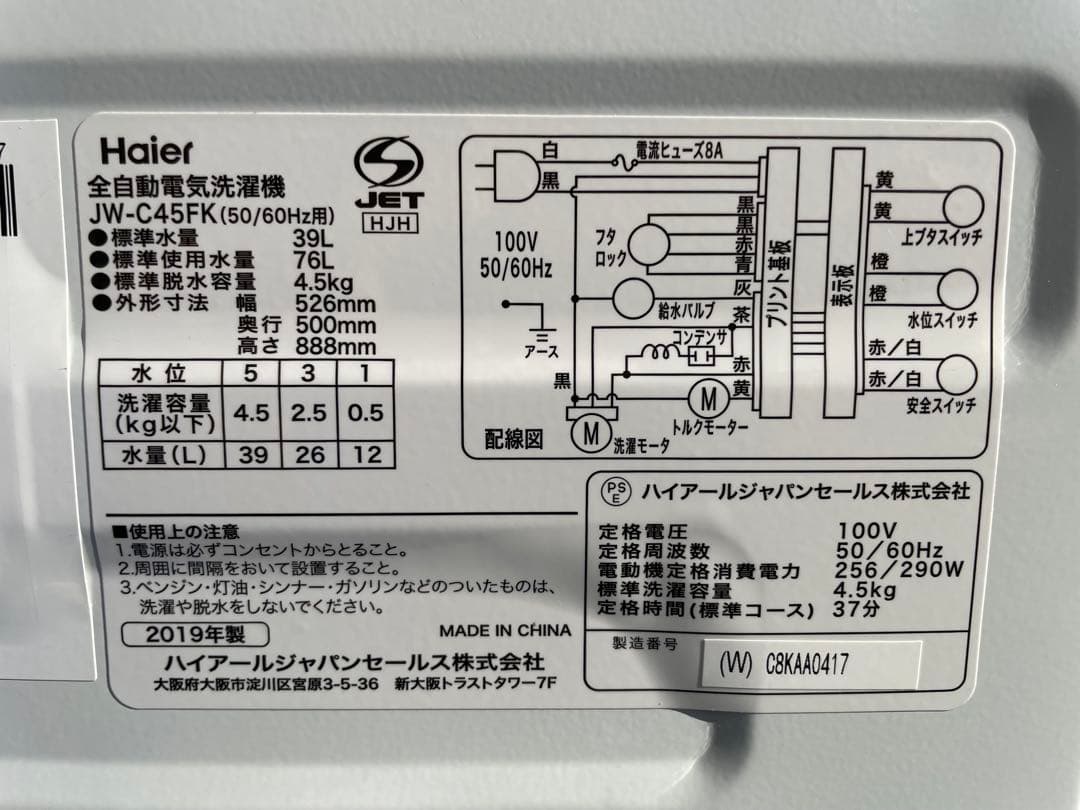 7
Haier
全自動電気洗濯機
JW-C45FK(50/60Hz用)
●標準水量 39L
●標準使用水量 76L
●標準脱水容量 4.5kg
●外形寸法 幅 526mm
奥行 500mm
高さ 888mm
S
JET
HJH
水位 5 3 1
洗濯容量(kg以下) 4.5 2.5 0.5
水量(L) 39 26 12
白
電流ヒューズ8A
黒
100V
50/60Hz
アース
フタ
ロック
黒
黒
赤
青
灰
給水バルブ
茶
コンデンサ
赤
黄
黒
M
トルクモーター
M
洗濯モータ
配線図
プリント基板
表示板
黄
黄
上ブタスイッチ
橙
橙
水位スイッチ
赤/白
赤/白
安全スイッチ
■使用上の注意
1.電源は必ずコンセントからとること。
2.周囲に間隔をおいて設置すること。
3.ベンジン・灯油・シンナー・ガソリンなどのついたものは、
洗濯や脱水をしないでください。
2019年製
MADE IN CHINA
ハイアールジャパンセールス株式会社
大阪府大阪市淀川区宮原3-5-36 新大阪トラストタワー7F
PSE ハイアールジャパンセールス株式会社
定格電圧 100V
定格周波数 50/60Hz
電動機定格消費電力 256/290W
標準洗濯容量 4.5kg
定格時間(標準コース) 37分
製造番号 (W) C8KAA0417